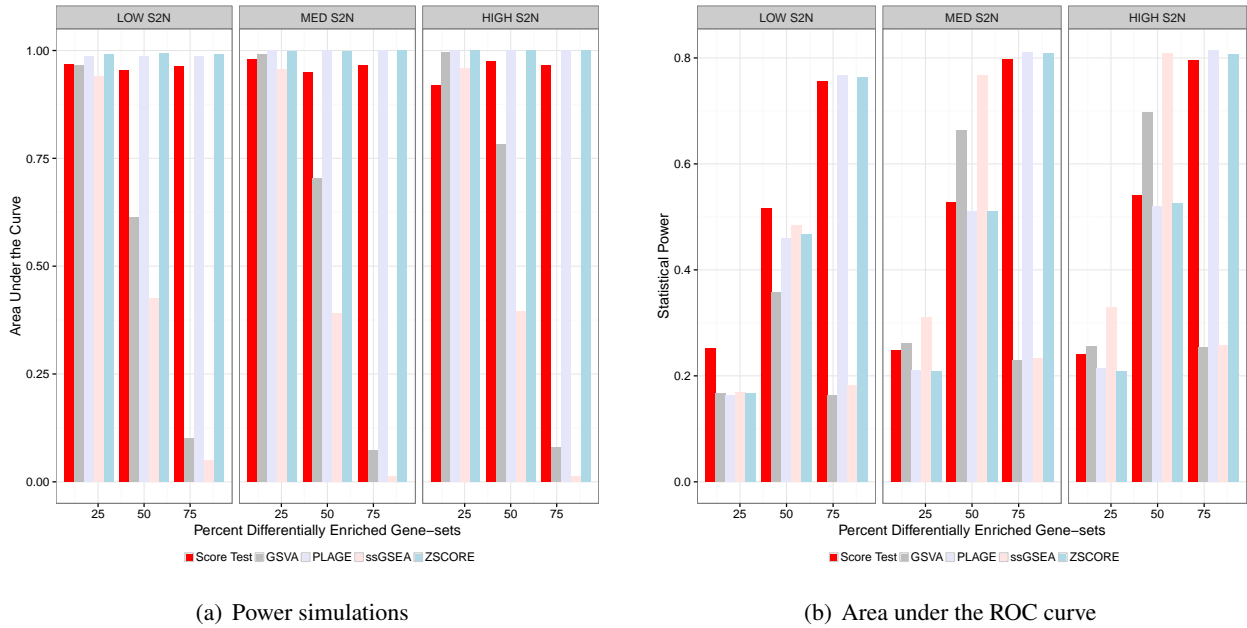 LOW S2N MED S2N HIGH S2N
1.00
0.75
0.50
0.25
0.00
Area Under the Curve
25 50 75 25 50 75 25 50 75
Percent Differentially Enriched Gene-sets
Score Test GSVA PLAGE ssGSEA ZSCORE
(a) Power simulations
LOW S2N MED S2N HIGH S2N
0.8
0.6
0.4
0.2
0.0
Statistical Power
25 50 75 25 50 75 25 50 75
Percent Differentially Enriched Gene-sets
Score Test GSVA PLAGE ssGSEA ZSCORE
(b) Area under the ROC curve